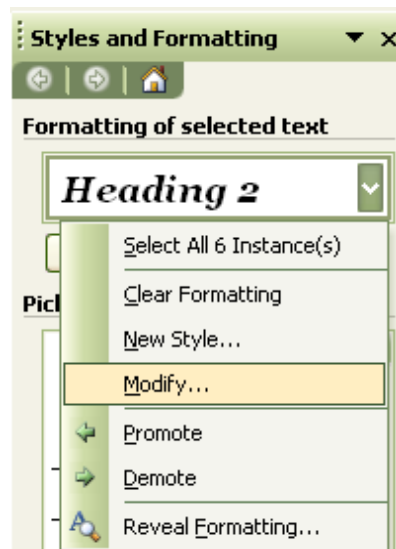 Styles and Formatting
Formatting of selected text
Heading 2
Select All 6 Instance(s)
Clear Formatting
Pick
New Style...
Modify...
Promote
Demote
Reveal Formatting...